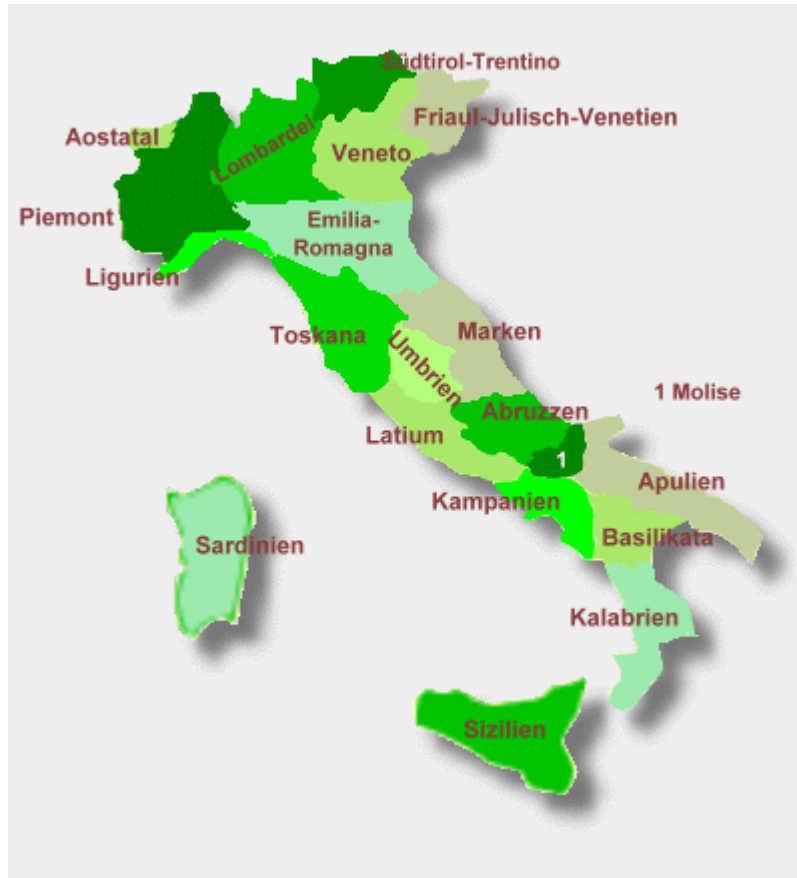 Südtirol-Trentino
Friaul-Julisch-Venetien
Aostatal
Lombardei
Veneto
Piemont
Emilia-
Romagna
Ligurien
Toskana
Marken
Umbrien
1 Molise
Abruzzen
Latium
1
Apulien
Kampanien
Basilikata
Sardinien
Kalabrien
Sizilien